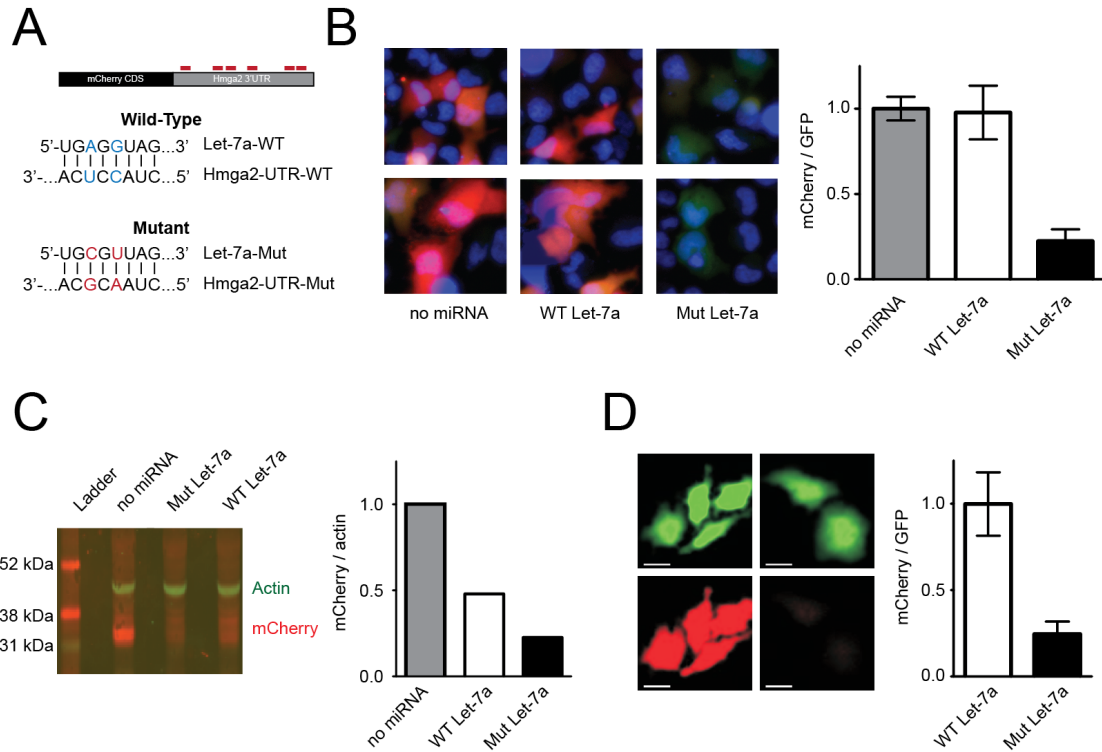 A
mCherry CDS
Hmga2 3'UTR
Wild-Type
5'-UGAGGUAG...3' Let-7a-WT
3'-...ACUCCAUC...5' Hmga2-UTR-WT
Mutant
5'-UGCGUUAG...3' Let-7a-Mut
3'-...ACGCAAUC...5' Hmga2-UTR-Mut
B
no miRNA
WT Let-7a
Mut Let-7a
mCherry / GFP
1.0
0.5
0.0
no miRNA
WT Let-7a
Mut Let-7a
C
Ladder
no miRNA
Mut Let-7a
WT Let-7a
52 kDa
38 kDa
31 kDa
Actin
mCherry
mCherry / actin
1.0
0.5
0.0
no miRNA
WT Let-7a
Mut Let-7a
D
mCherry / GFP
1.0
0.5
0.0
WT Let-7a
Mut Let-7a